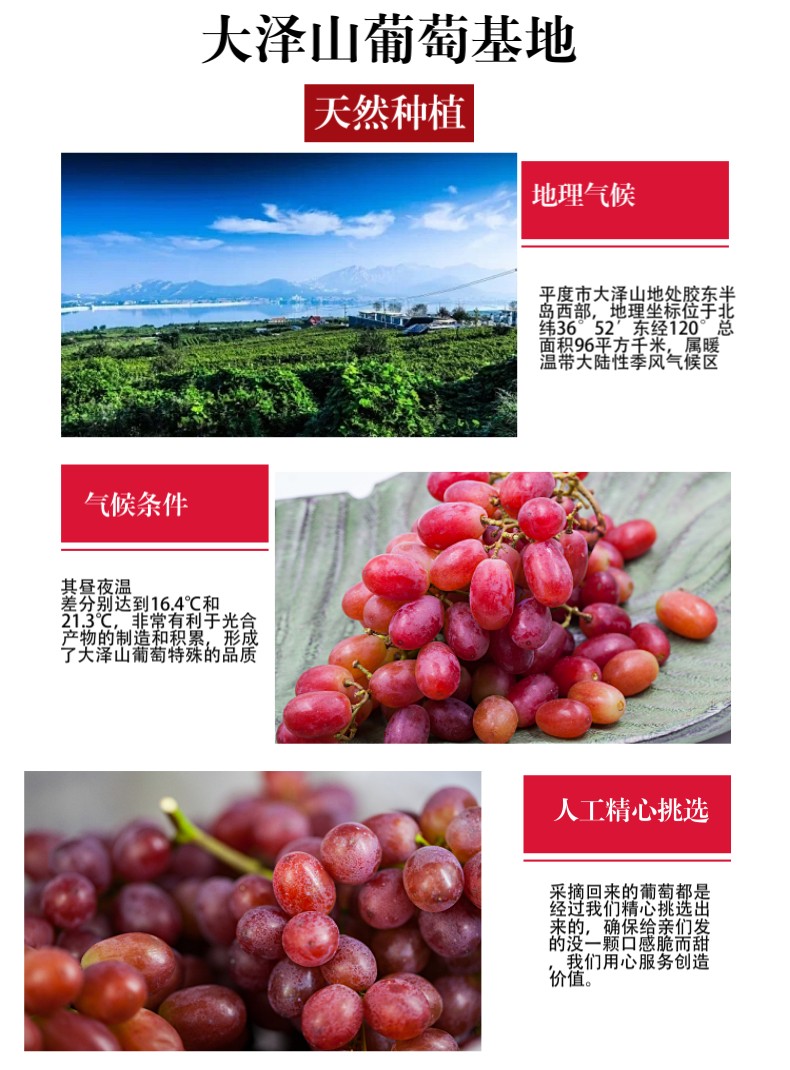 大泽山葡萄基地
天然种植
地理气候
平度市大泽山地处胶东半
岛西部，地理坐标位于北
纬36°52′东经120°总
面积96平方千米，属暖
温带大陆性季风气候区
气候条件
其昼夜温
差分别达到16.4℃和
21.3℃，非常有利于光合
产物的制造和积累，形成
了大泽山葡萄特殊的品质
人工精心挑选
采摘回来的葡萄都是
经过我们精心挑选出
来的，确保给亲们发
的没一颗口感脆而甜
，我们用心服务创造
价值。